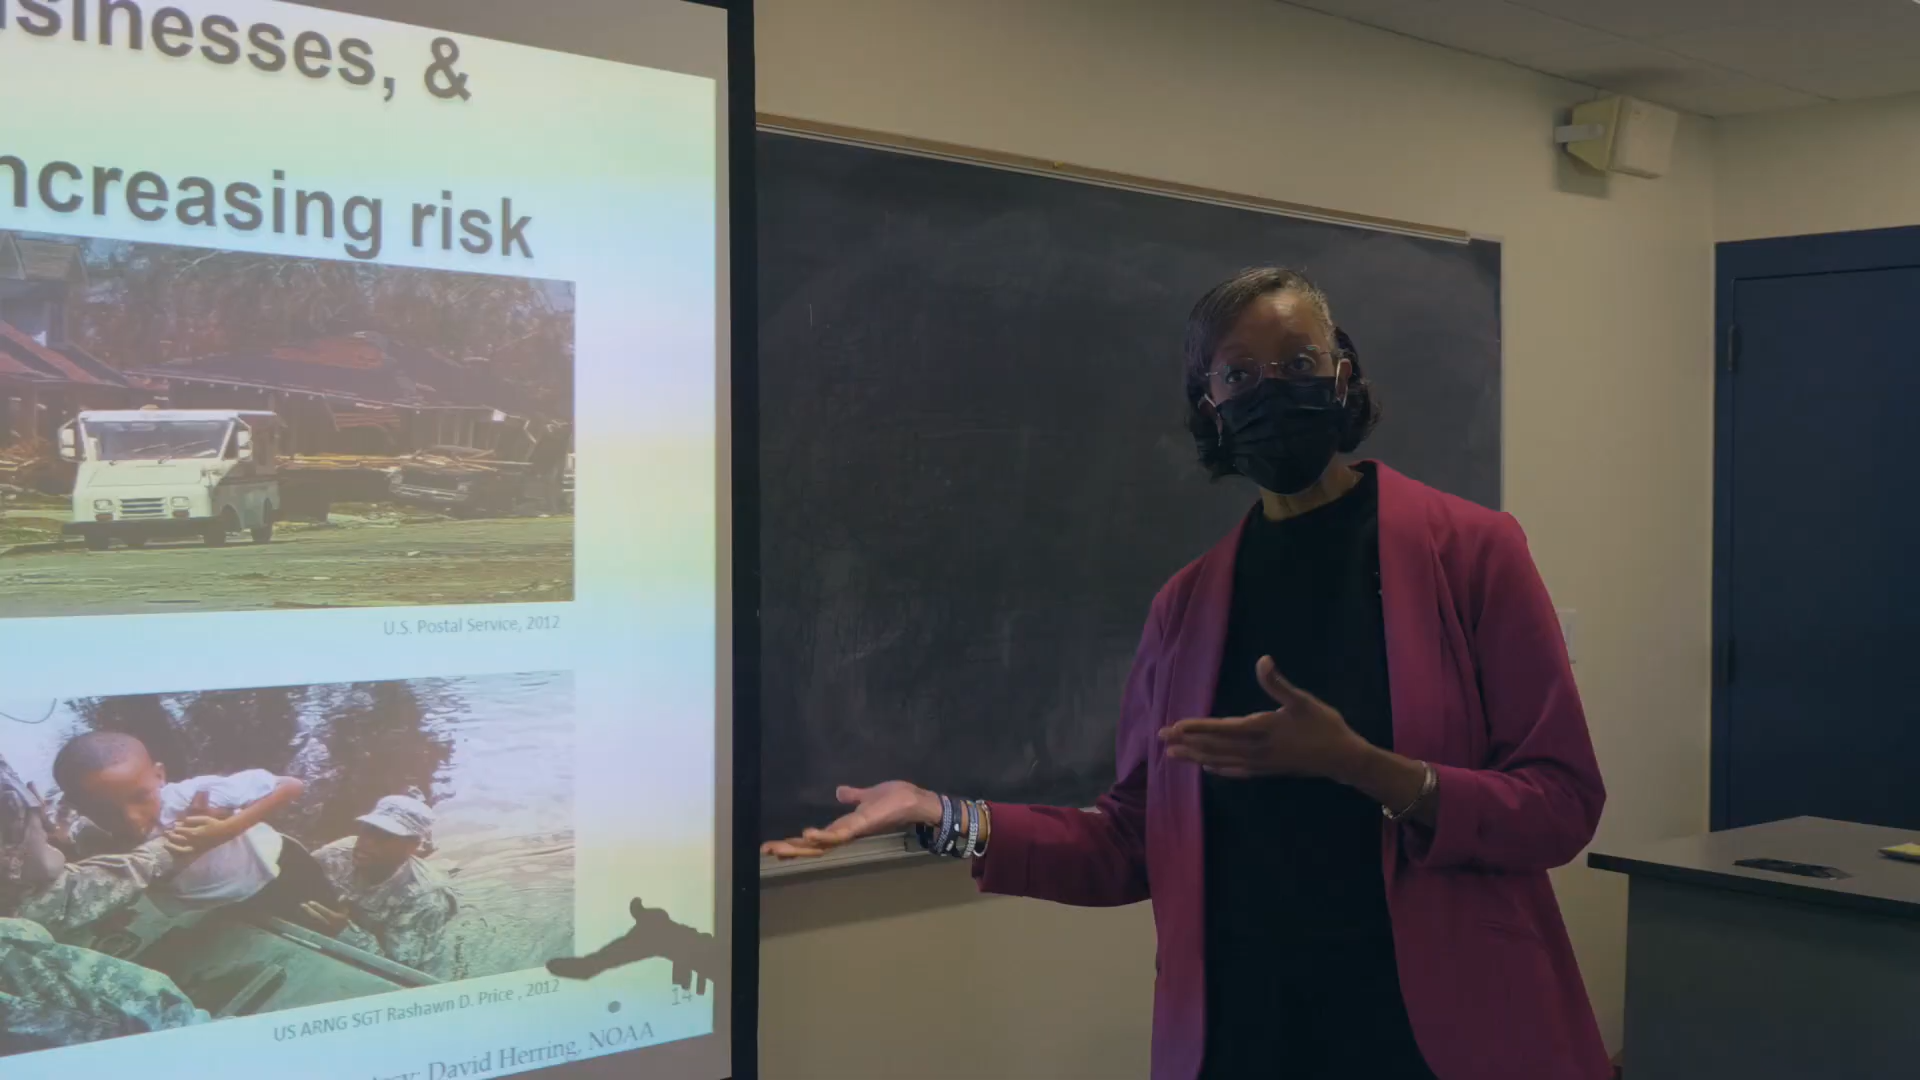 sinesses, &
ncreasing risk
U.S. Postal Service, 2012
US ARNG SGT Rashawn D. Price , 2012
14
David Herring, NOAA